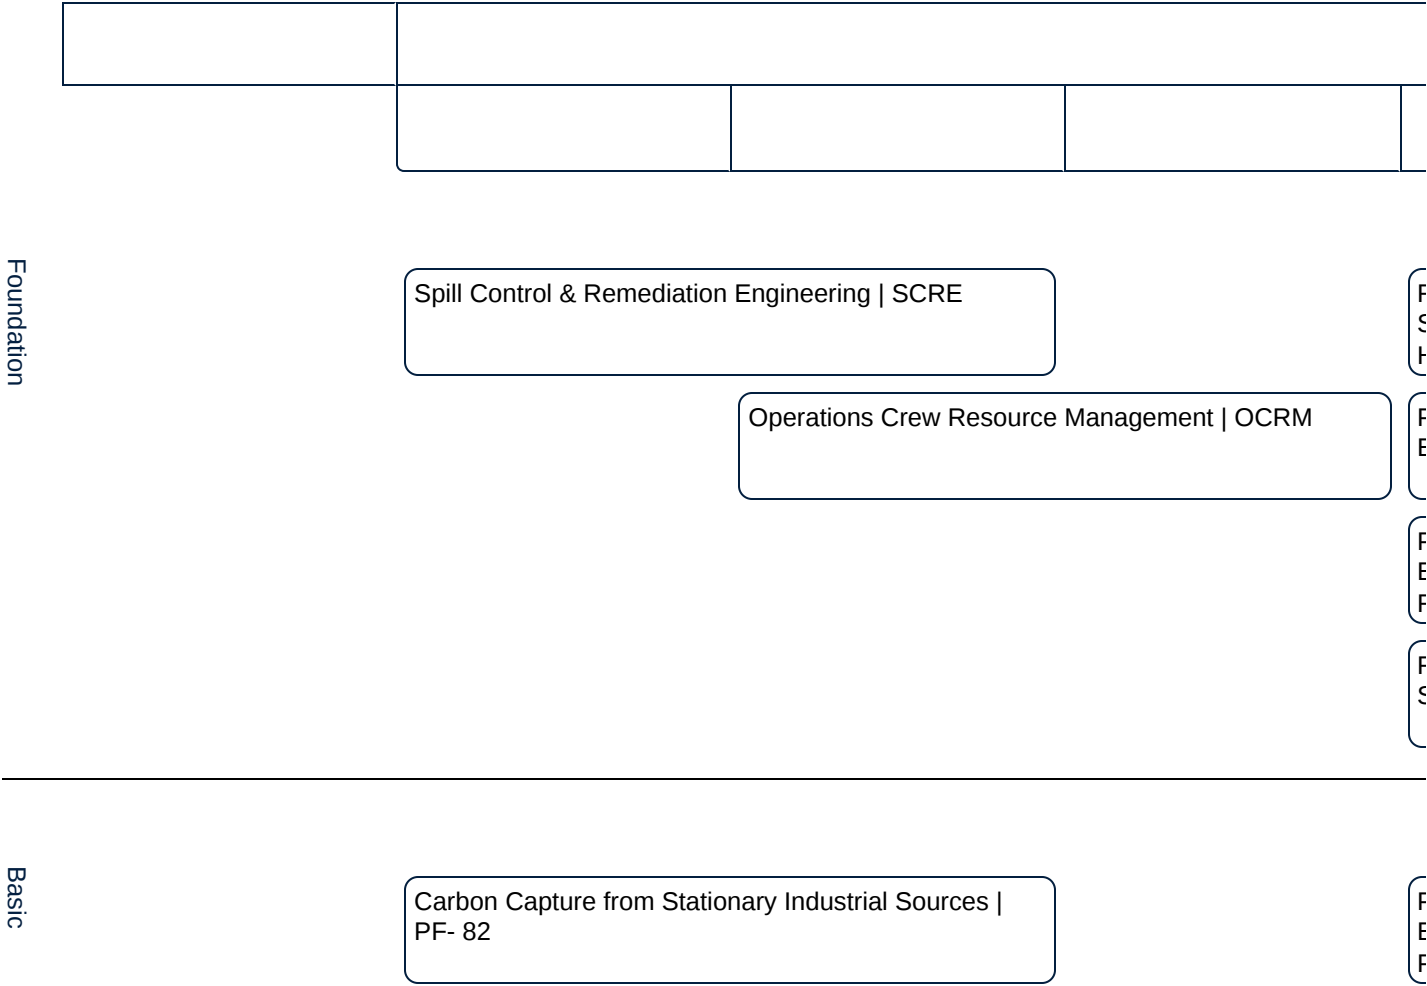 Foundation
Spill Control & Remediation Engineering | SCRE
Operations Crew Resource Management | OCRM
Basic
Carbon Capture from Stationary Industrial Sources |
PF- 82